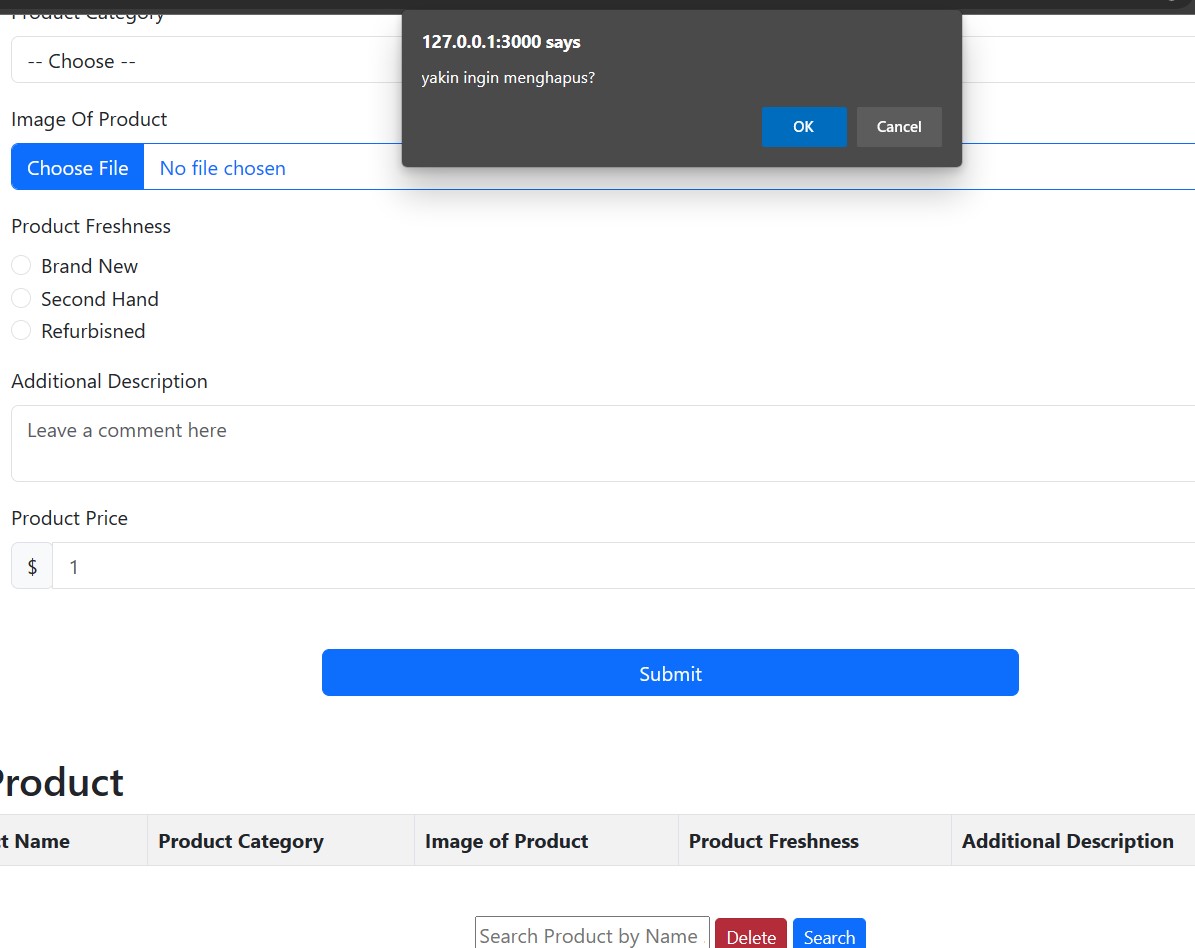 Product Category
127.0.0.1:3000 says
yakin ingin menghapus?
OK
Cancel
-- Choose --
Image Of Product
Choose File
No file chosen
Product Freshness
Brand New
Second Hand
Refurbisned
Additional Description
Leave a comment here
Product Price
$ 1
Submit
Product
t Name
Product Category
Image of Product
Product Freshness
Additional Description
Search Product by Name
Delete
Search